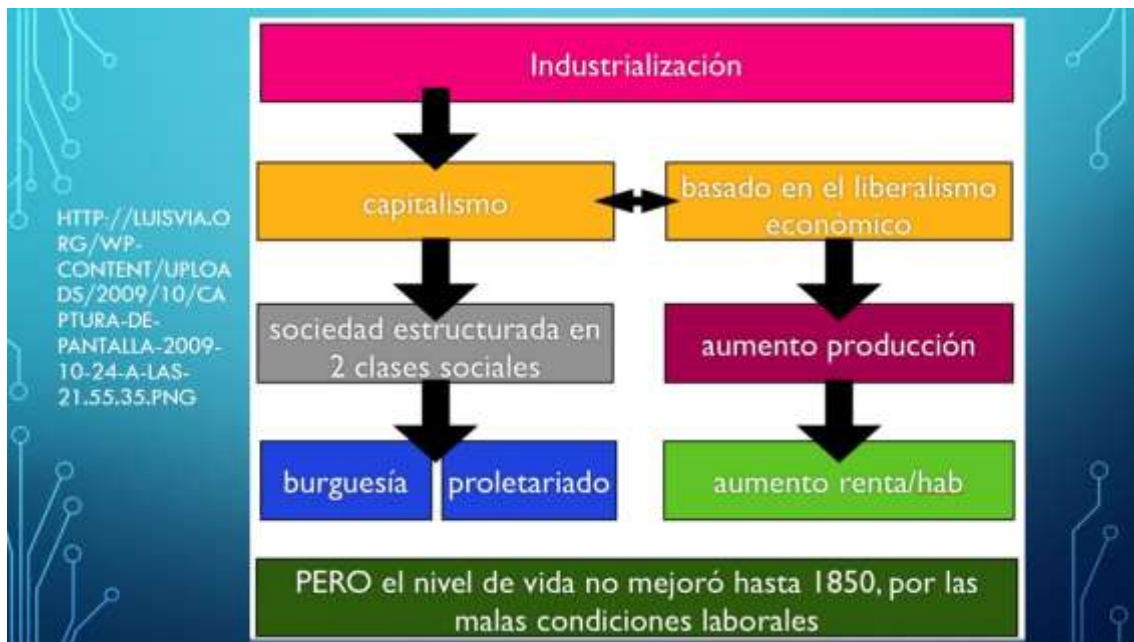 Industrialización
capitalismo
basado en el liberalismo
económico
HTTP://LUISVIA.O
RG/WP-
CONTENT/UPLOA
DS/2009/10/CA
PTURA-DE-
PANTALLA-2009-
10-24-A-LAS-
21.55.35.PNG
sociedad estructurada en
2 clases sociales
aumento producción
burguesía
proletariado
aumento renta/hab
PERO el nivel de vida no mejoró hasta 1850, por las
malas condiciones laborales